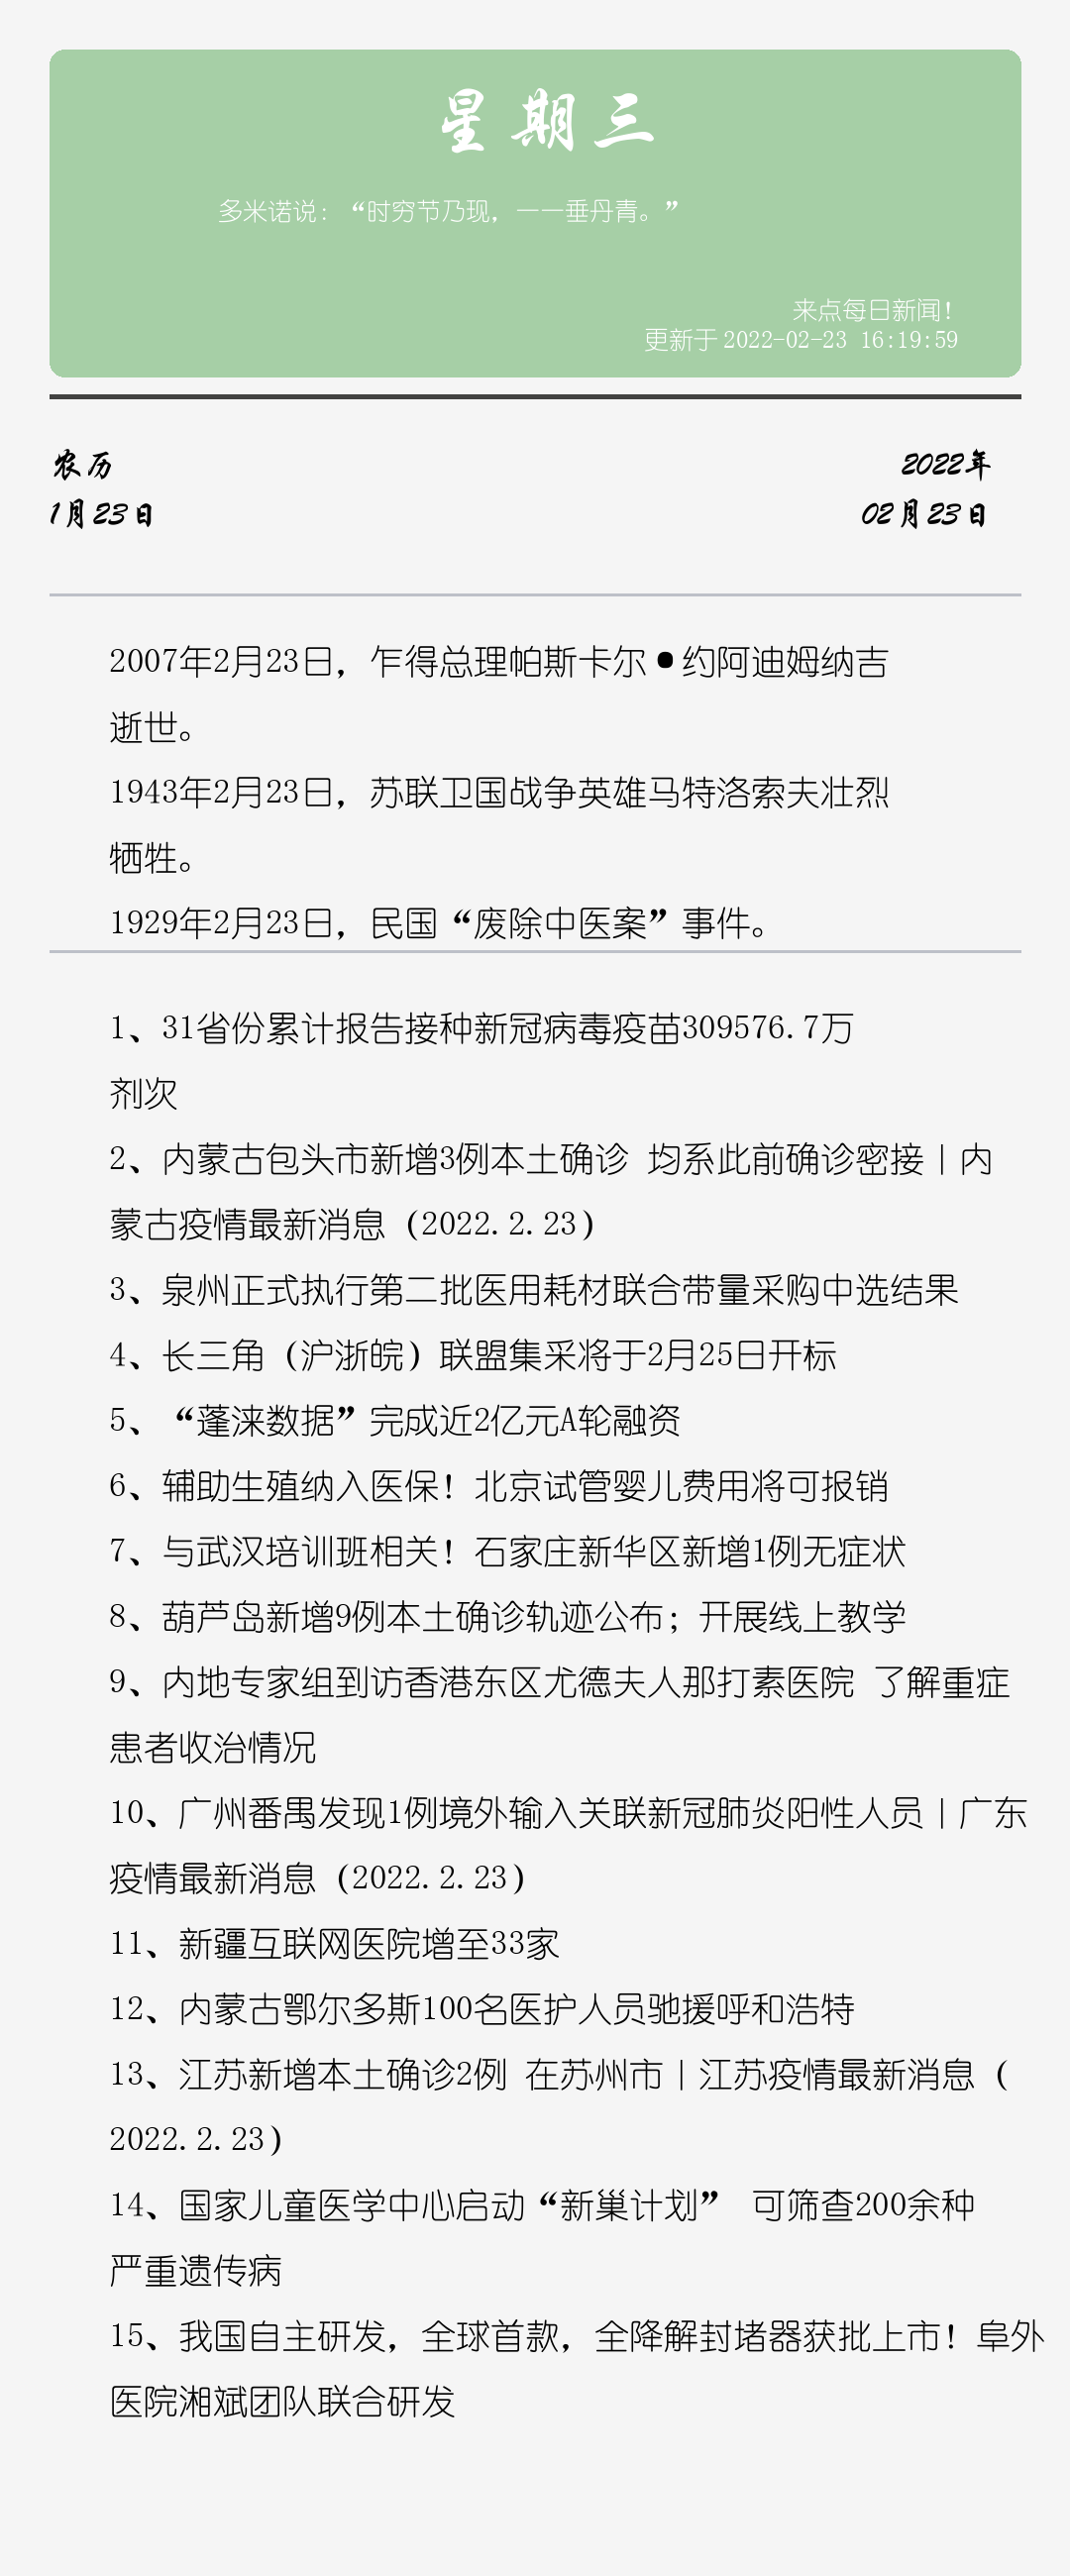 星期三
多米诺说：“时穷节乃现，一一垂丹青。”
来点每日新闻！
更新于2022-02-23 16:19:59
农历
2022年
1月23日
02月23日
2007年2月23日，乍得总理帕斯卡尔•约阿迪姆纳吉
逝世。
1943年2月23日，苏联卫国战争英雄马特洛索夫壮烈
牺牲。
1929年2月23日，民国“废除中医案”事件。
1、31省份累计报告接种新冠病毒疫苗309576.7万
剂次
2、内蒙古包头市新增3例本土确诊 均系此前确诊密接｜内
蒙古疫情最新消息（2022.2.23）
3、泉州正式执行第二批医用耗材联合带量采购中选结果
4、长三角（沪浙皖）联盟集采将于2月25日开标
5、“蓬涞数据”完成近2亿元A轮融资
6、辅助生殖纳入医保！北京试管婴儿费用将可报销
7、与武汉培训班相关！石家庄新华区新增1例无症状
8、葫芦岛新增9例本土确诊轨迹公布；开展线上教学
9、内地专家组到访香港东区尤德夫人那打素医院 了解重症
患者收治情况
10、广州番禺发现1例境外输入关联新冠肺炎阳性人员｜广东
疫情最新消息（2022.2.23）
11、新疆互联网医院增至33家
12、内蒙古鄂尔多斯100名医护人员驰援呼和浩特
13、江苏新增本土确诊2例 在苏州市｜江苏疫情最新消息（
2022.2.23）
14、国家儿童医学中心启动“新巢计划” 可筛查200余种
严重遗传病
15、我国自主研发，全球首款，全降解封堵器获批上市！阜外
医院湘斌团队联合研发